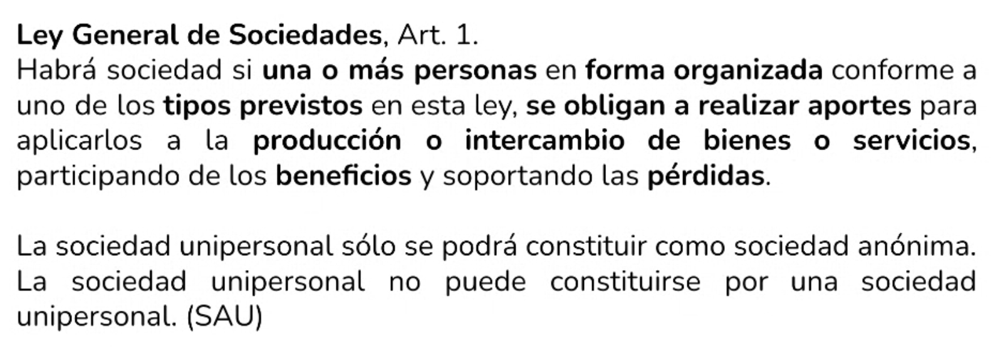 Ley General de Sociedades, Art. 1.
Habrá sociedad si una o más personas en forma organizada conforme a
uno de los tipos previstos en esta ley, se obligan a realizar aportes para
aplicarlos a la producción o intercambio de bienes o servicios,
participando de los beneficios y soportando las pérdidas.
La sociedad unipersonal sólo se podrá constituir como sociedad anónima.
La sociedad unipersonal no puede constituirse por una sociedad
unipersonal. (SAU)